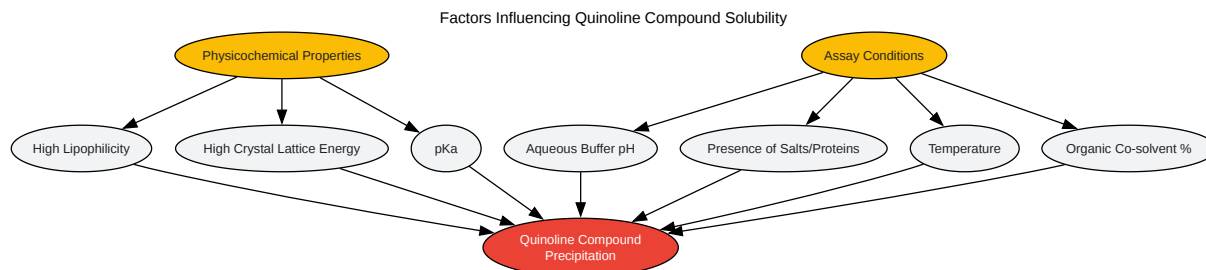 Factors Influencing Quinoline Compound Solubility
Physicochemical Properties
Assay Conditions
High Lipophilicity
High Crystal Lattice Energy
pKa
Aqueous Buffer pH
Presence of Salts/Proteins
Temperature
Organic Co-solvent %
Quinoline Compound
Precipitation